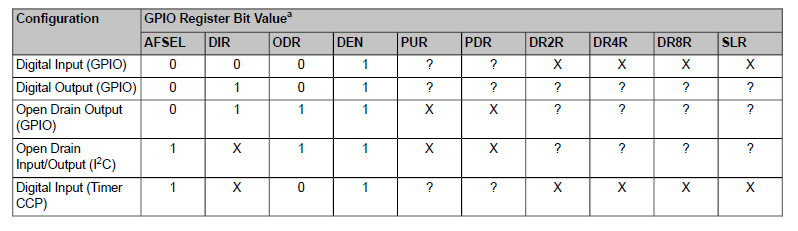 Configuration GPIO Register Bit Valueª
AFSEL DIR ODR DEN PUR PDR DR2R DR4R DR8R SLR
Digital Input (GPIO) 0 0 0 1 ? ? X X X X
Digital Output (GPIO) 0 1 0 1 ? ? ? ? ? ?
Open Drain Output 0 1 1 1 X X ? ? ? ?
(GPIO)
Open Drain 1 X 1 1 X X ? ? ? ?
Input/Output (I²C)
Digital Input (Timer 1 X 0 1 ? ? X X X X
CCP)